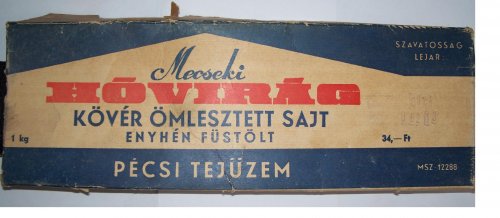 SZAVATOSSÁG
LEJÁR:
Mecseki
HÓVIRÁG
KÖVÉR ÖMLESZTETT SAJT
ENYHÉN FÜSTÖLT
1 kg
34,—Ft
PÉCSI TEJÜZEM
MSZ-12288